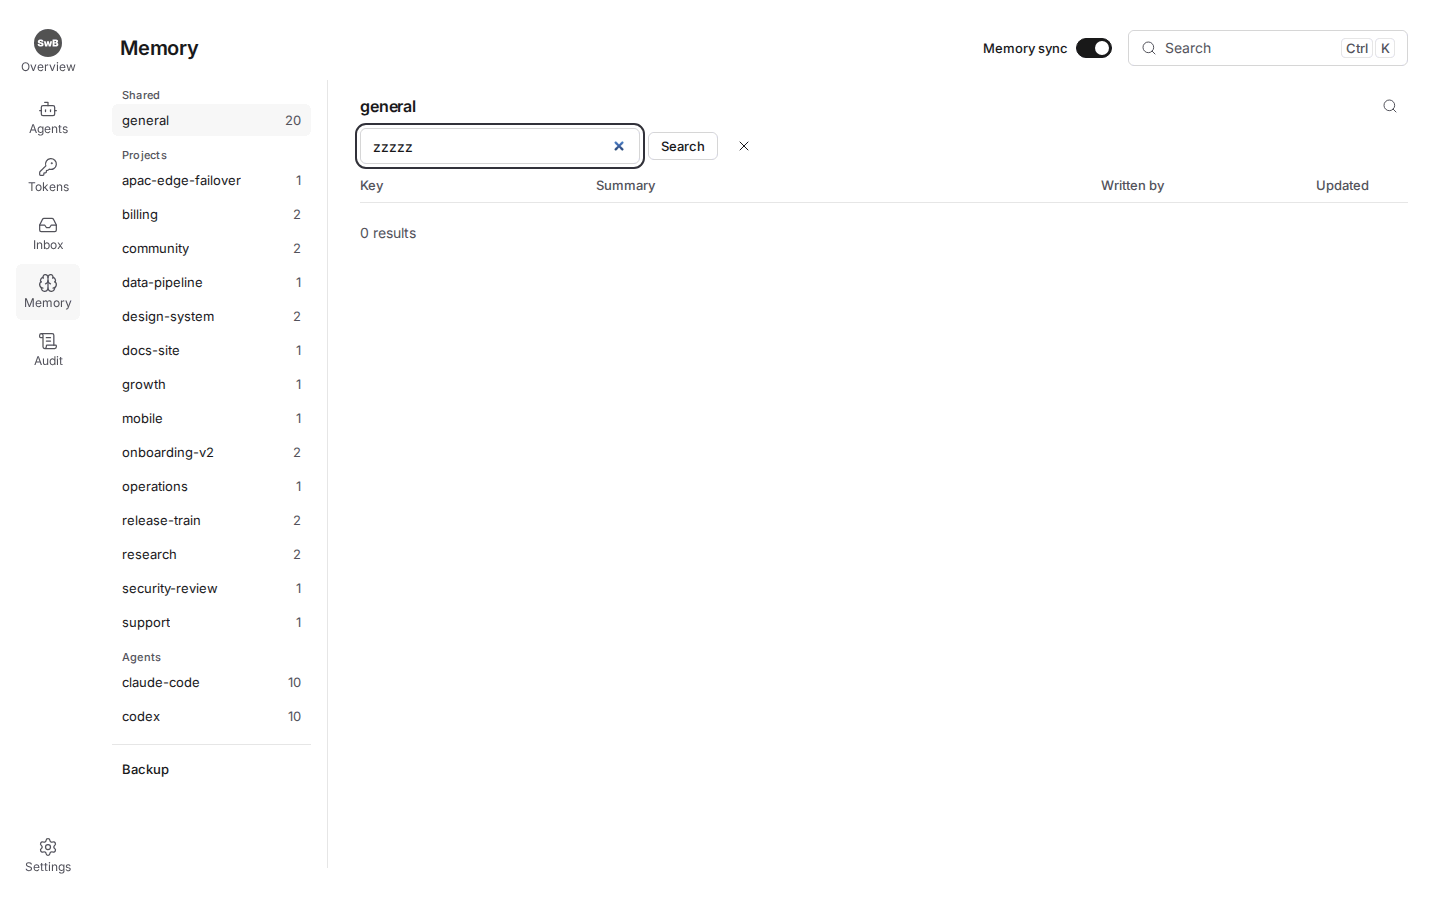 SwB
Overview
Agents
Tokens
Inbox
Memory
Audit
Settings
Memory
Memory sync
Search
Ctrl K
Shared
general 20
Projects
apac-edge-failover 1
billing 2
community 2
data-pipeline 1
design-system 2
docs-site 1
growth 1
mobile 1
onboarding-v2 2
operations 1
release-train 2
research 2
security-review 1
support 1
Agents
claude-code 10
codex 10
Backup
general
zzzzz
Search
Key Summary Written by Updated
0 results